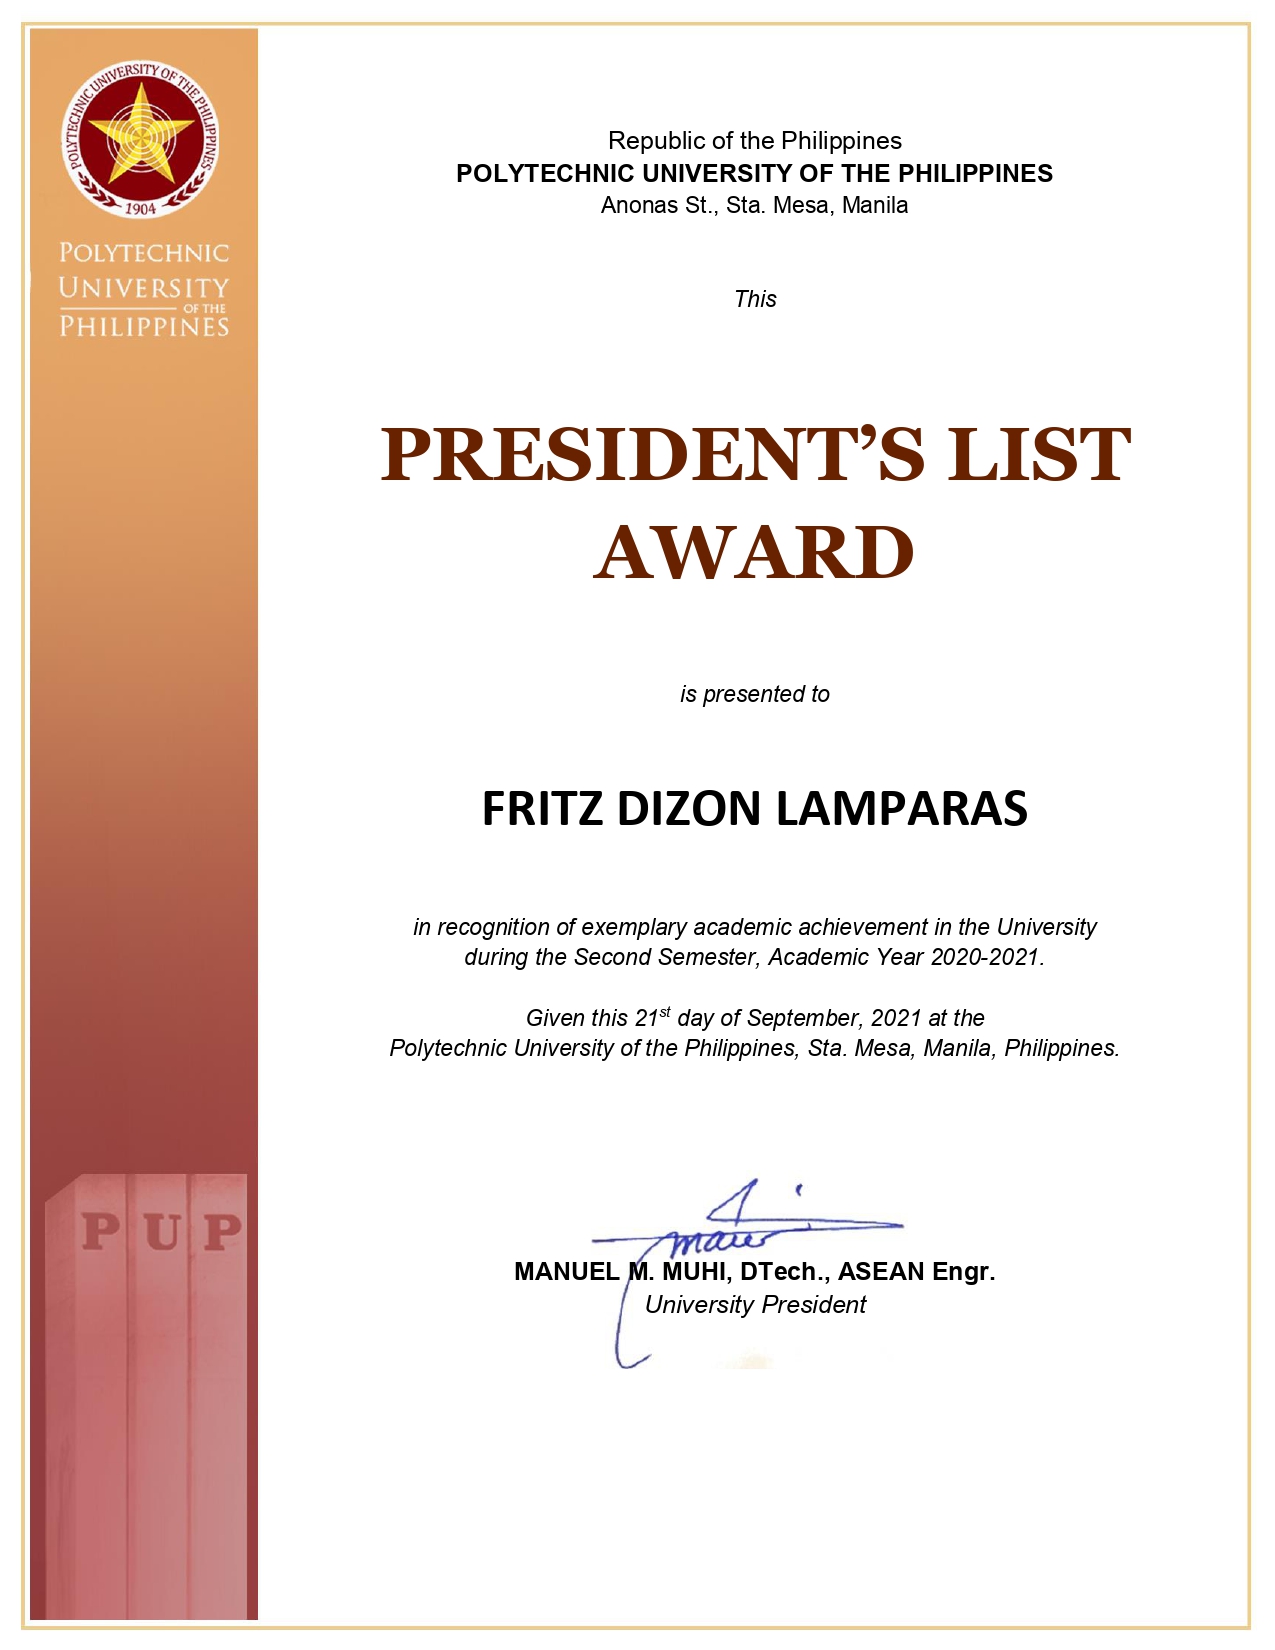 POLYTECHNIC UNIVERSITY OF THE PHILIPPINES
1904
POLYTECHNIC
UNIVERSITY
OF THE
PHILIPPINES
Republic of the Philippines
POLYTECHNIC UNIVERSITY OF THE PHILIPPINES
Anonas St., Sta. Mesa, Manila
This
PRESIDENT’S LIST
AWARD
is presented to
FRITZ DIZON LAMPARAS
in recognition of exemplary academic achievement in the University
during the Second Semester, Academic Year 2020-2021.
Given this 21st day of September, 2021 at the
Polytechnic University of the Philippines, Sta. Mesa, Manila, Philippines.
MANUEL M. MUHI, DTech., ASEAN Engr.
University President
P U P